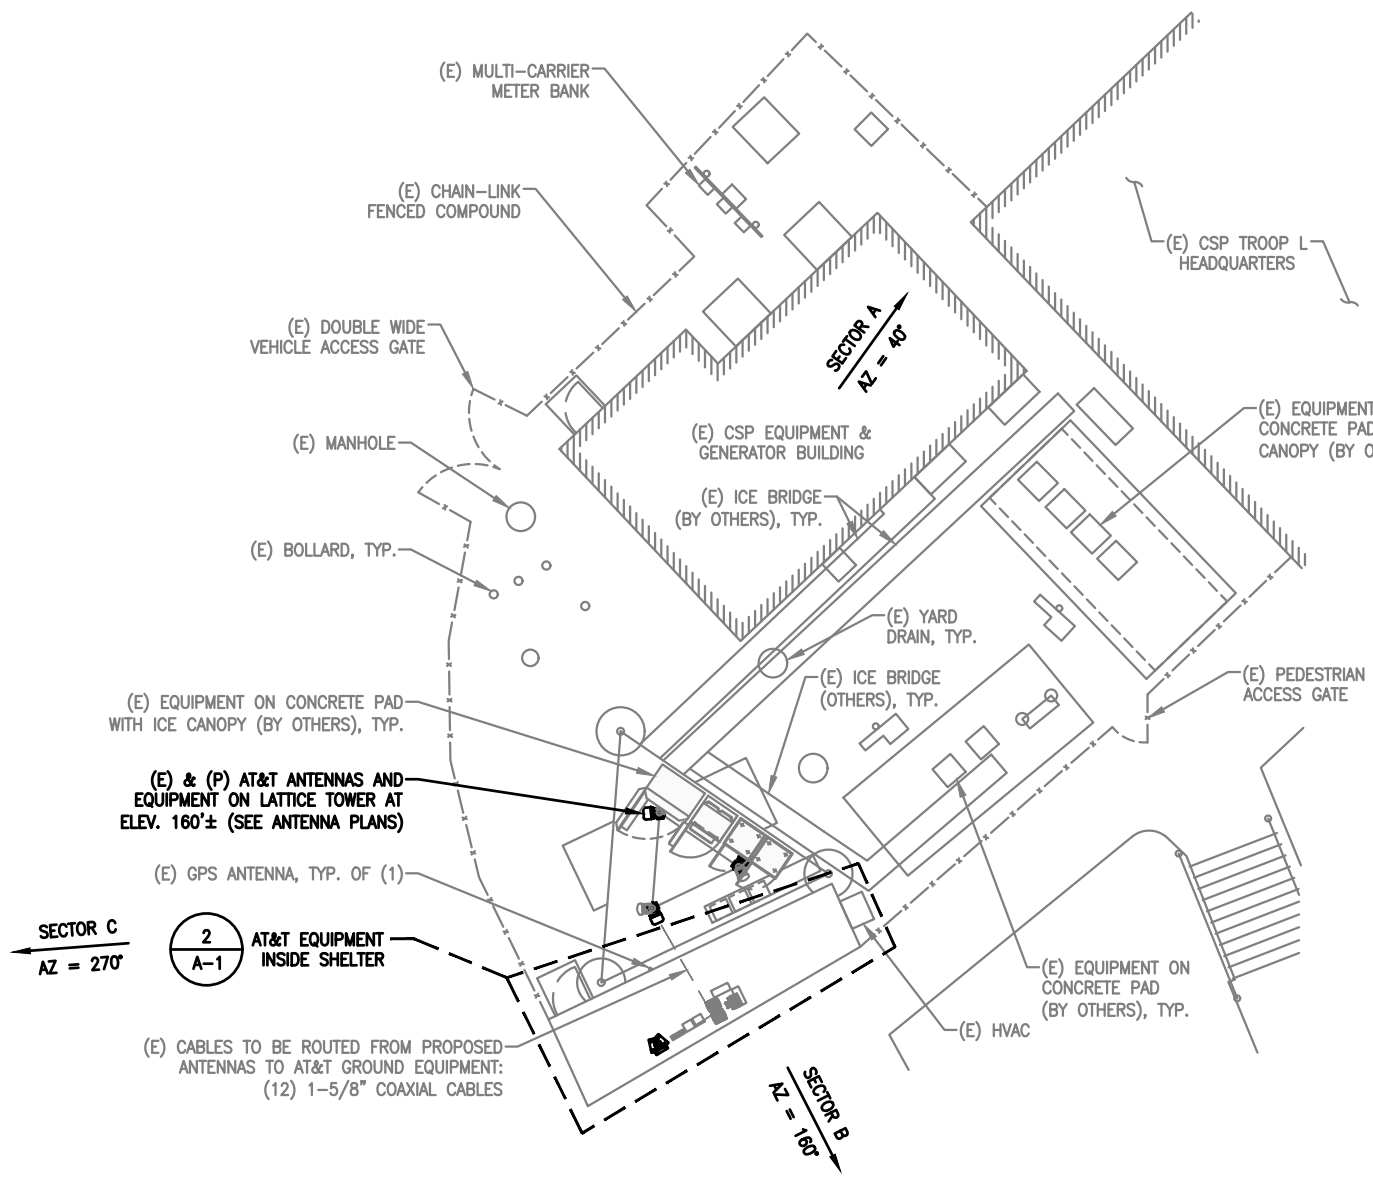 (E) MULTI-CARRIER
METER BANK
(E) CHAIN-LINK
FENCED COMPOUND
(E) CSP TROOP L
HEADQUARTERS
(E) DOUBLE WIDE
VEHICLE ACCESS GATE
SECTOR A
AZ = 40°
(E) MANHOLE
(E) CSP EQUIPMENT &
GENERATOR BUILDING
(E) EQUIPMENT
CONCRETE PAD
CANOPY (BY O
(E) ICE BRIDGE
(BY OTHERS), TYP.
(E) BOLLARD, TYP.
(E) YARD
DRAIN, TYP.
(E) ICE BRIDGE
(OTHERS), TYP.
(E) PEDESTRIAN
ACCESS GATE
(E) EQUIPMENT ON CONCRETE PAD
WITH ICE CANOPY (BY OTHERS), TYP.
(E) & (P) AT&T ANTENNAS AND
EQUIPMENT ON LATTICE TOWER AT
ELEV. 160'± (SEE ANTENNA PLANS)
(E) GPS ANTENNA, TYP. OF (1)
SECTOR C
AZ = 270°
2
A-1
AT&T EQUIPMENT
INSIDE SHELTER
(E) EQUIPMENT ON
CONCRETE PAD
(BY OTHERS), TYP.
(E) HVAC
(E) CABLES TO BE ROUTED FROM PROPOSED
ANTENNAS TO AT&T GROUND EQUIPMENT:
(12) 1-5/8" COAXIAL CABLES
SECTOR B
AZ = 160°